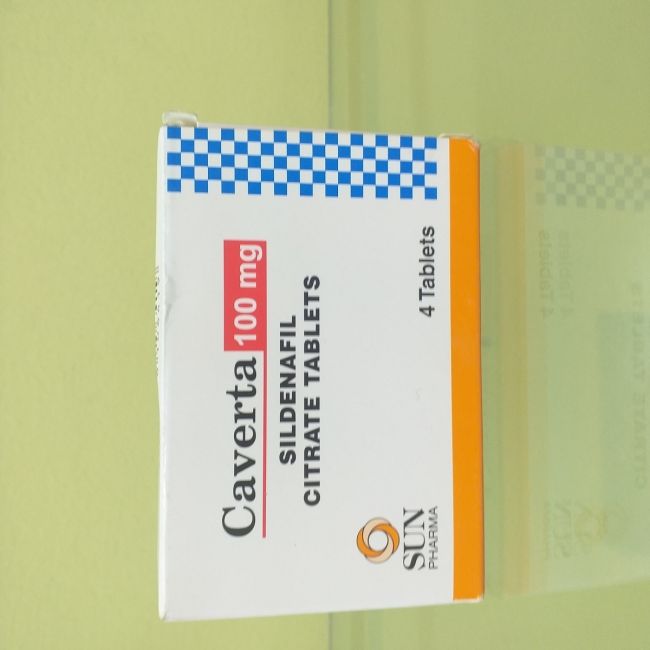 Caverta 100 mg
SILDENAFIL
CITRATE TABLETS
SUN
PHARMA
4 Tablets